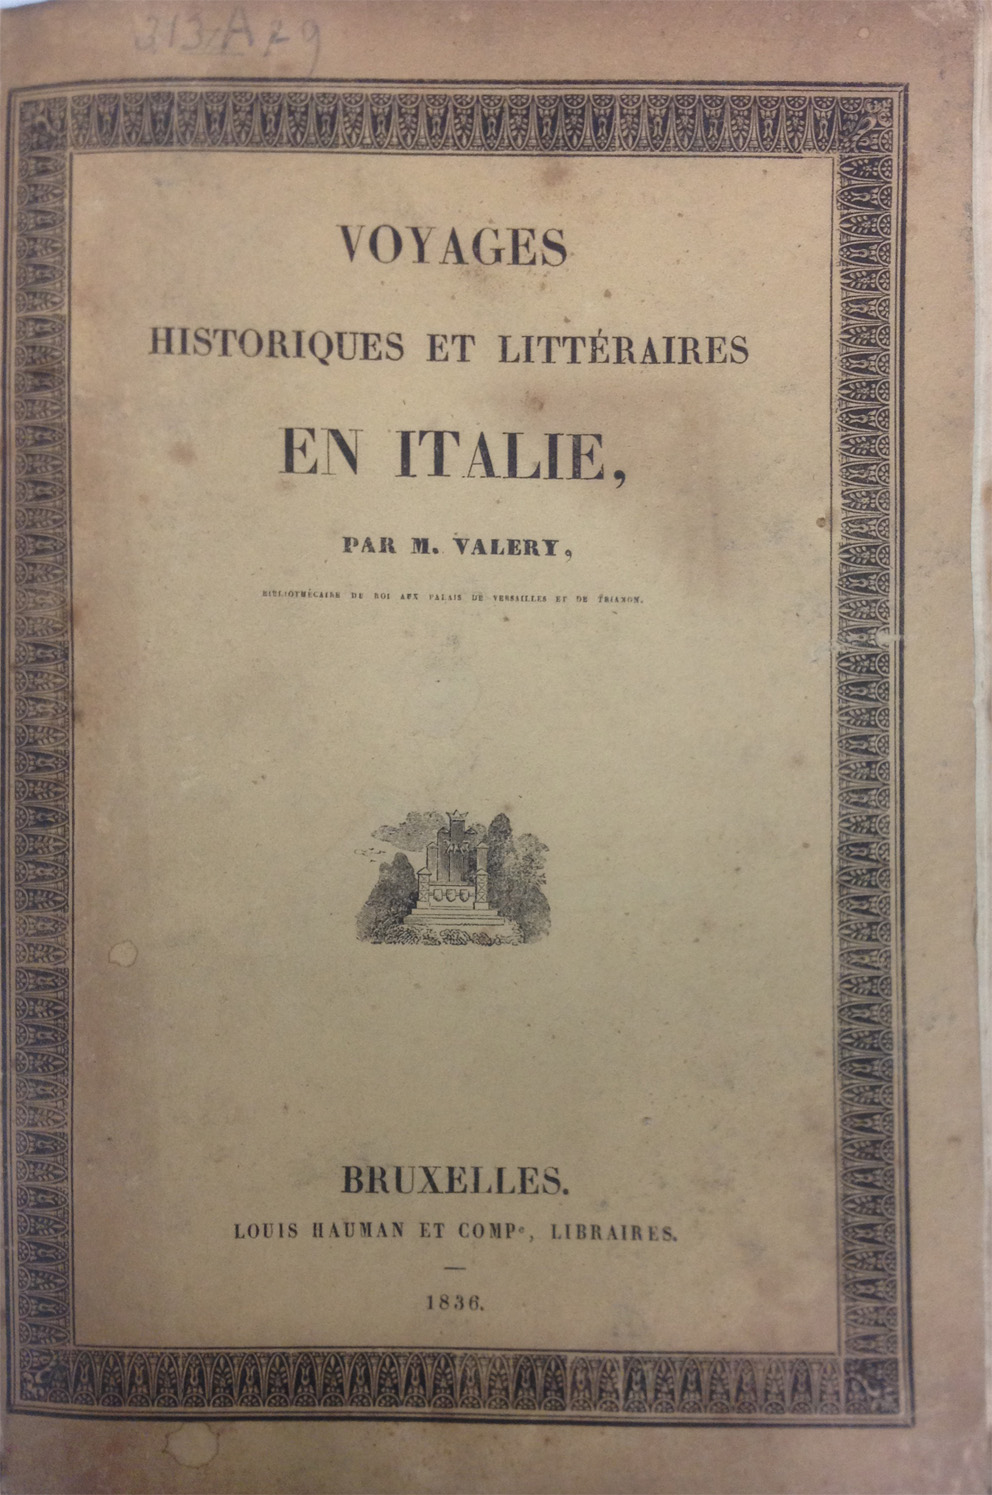 VOYAGES
HISTORIQUES ET LITTÉRAIRES
EN ITALIE,
PAR M. VALERY,
BIBLIOTHÉCAIRE DU ROI AUX PALAIS DE VERSAILLES ET DE TRIANON.
BRUXELLES.
LOUIS HAUMAN ET COMPᵉ, LIBRAIRES.
1836.